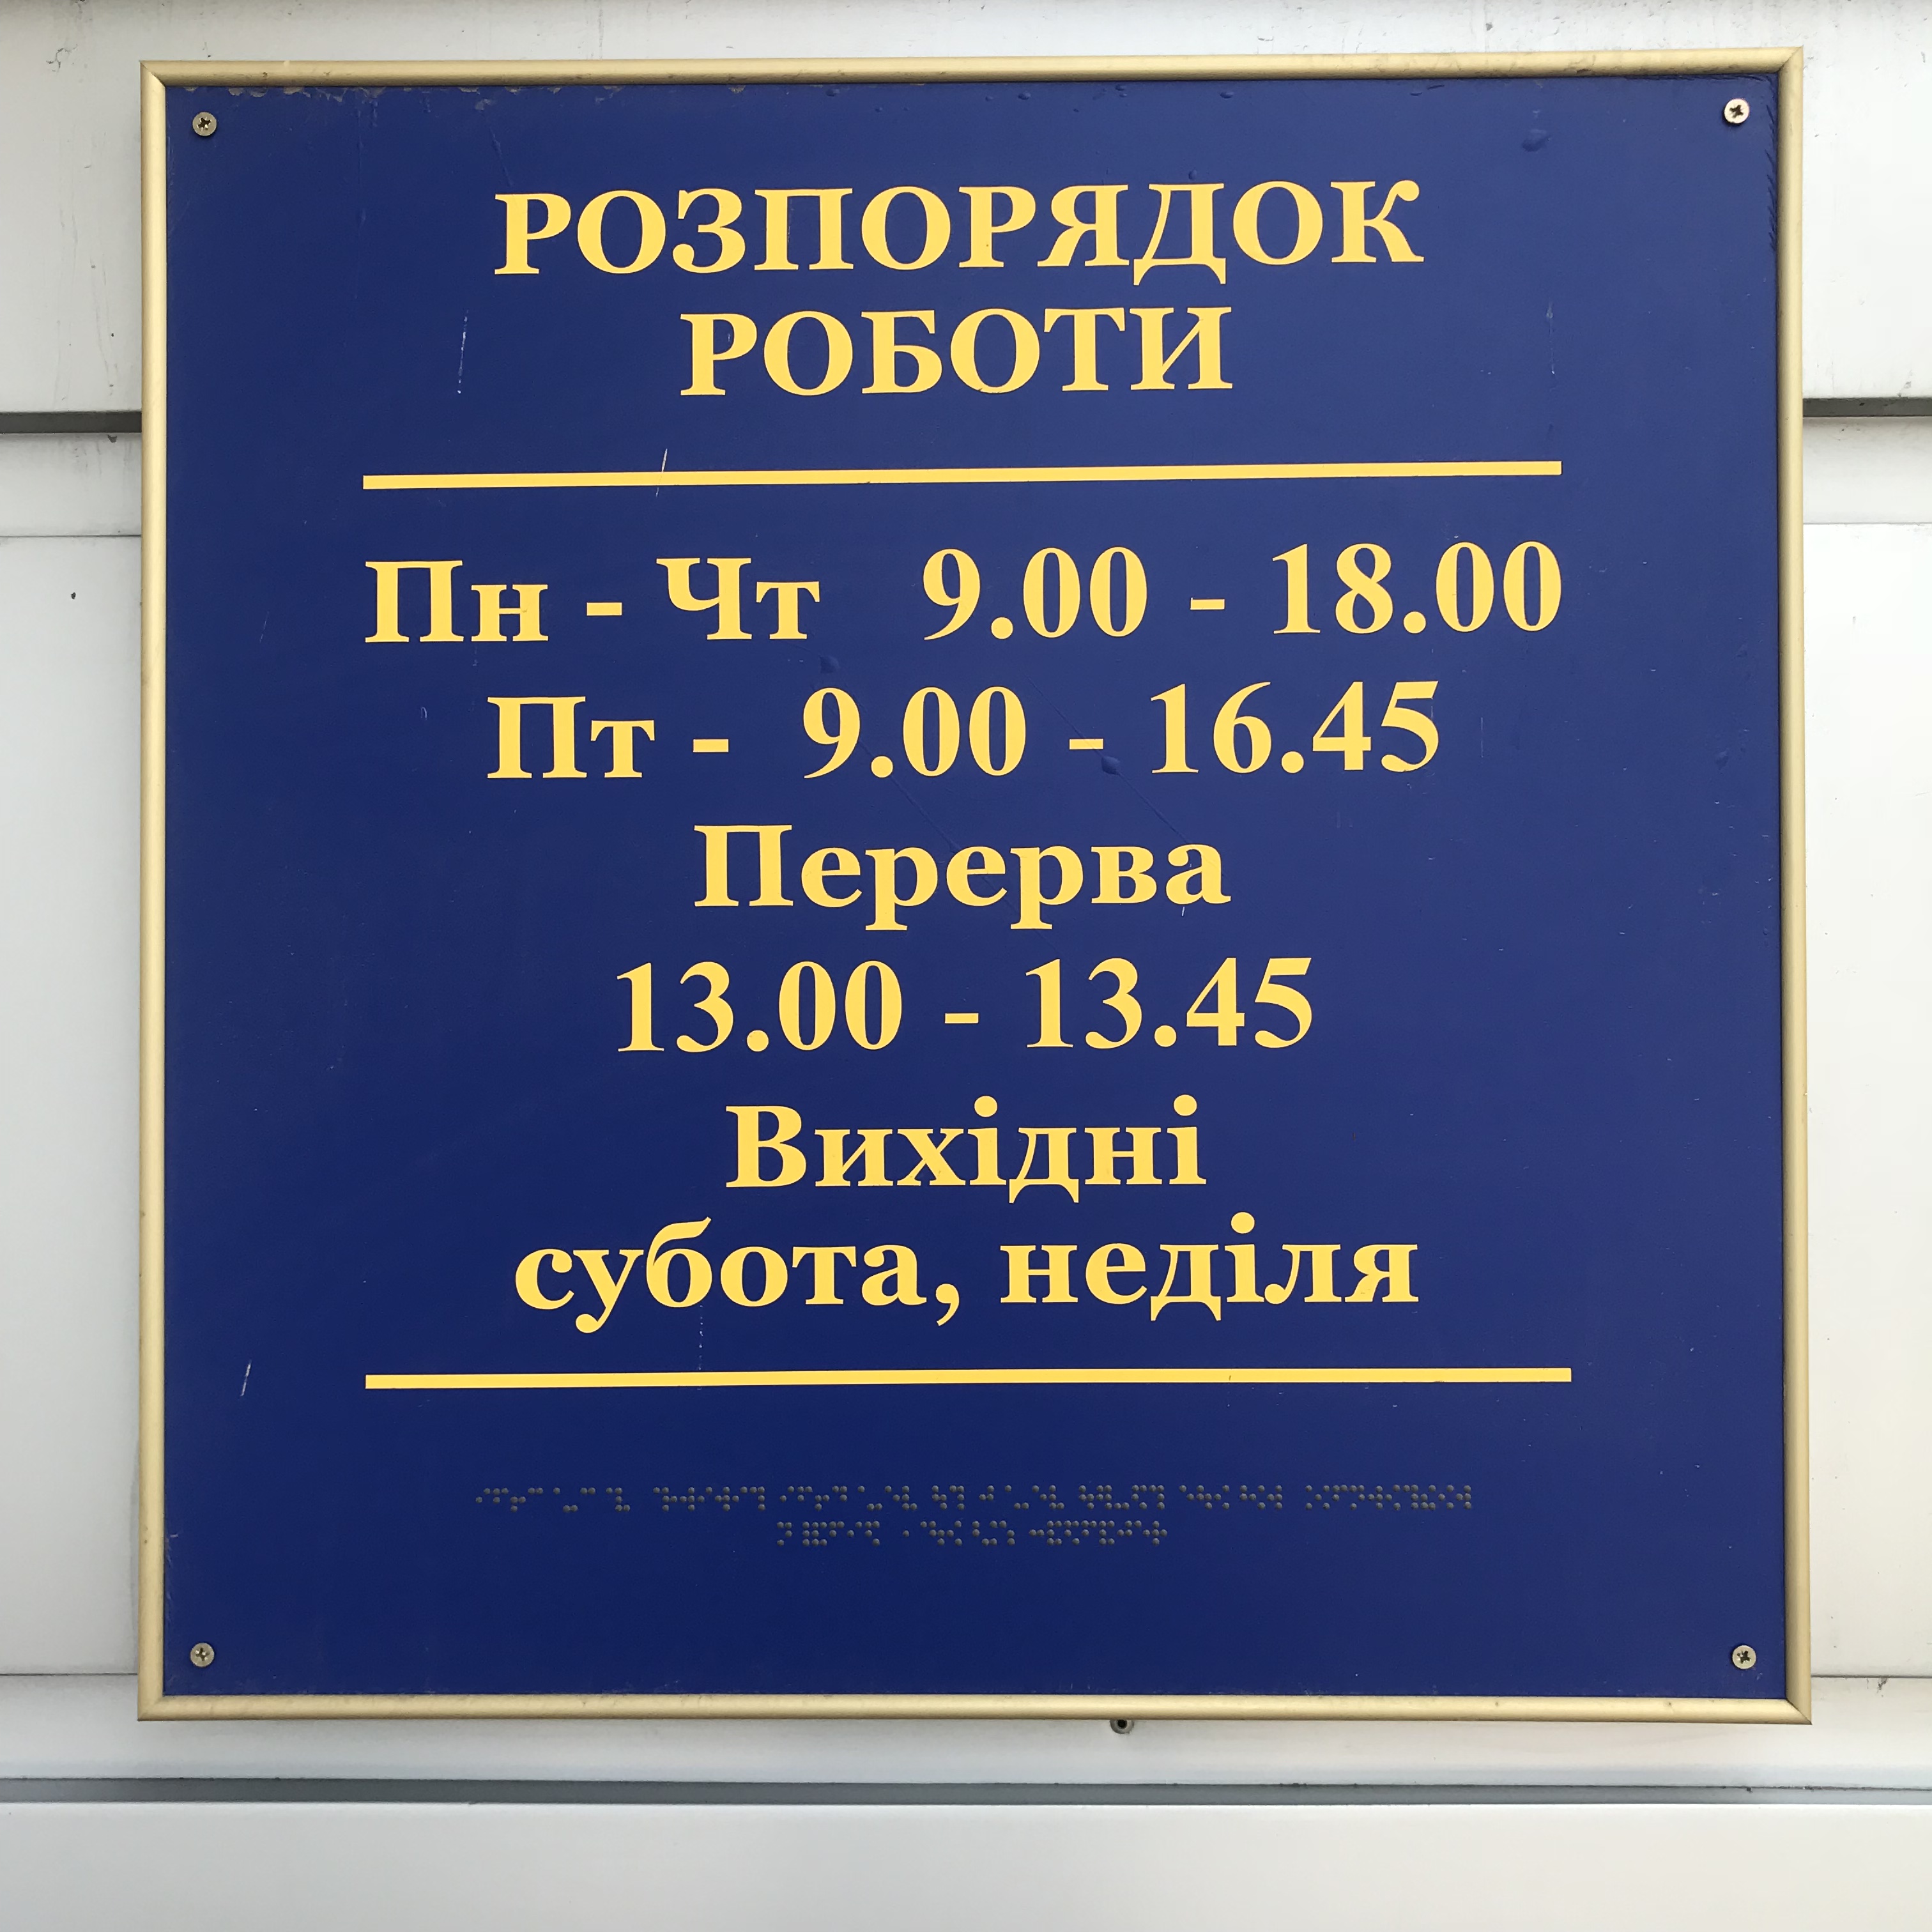 РОЗПОРЯДОК
РОБОТИ
Пн - Чт 9.00 - 18.00
Пт - 9.00 - 16.45
Перерва
13.00 - 13.45
Вихідні
субота, неділя